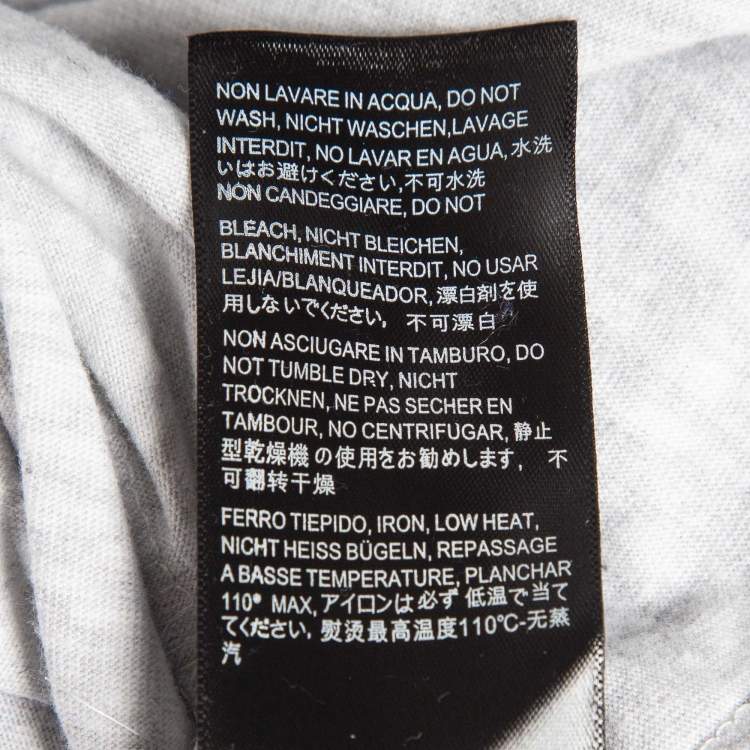 NON LAVARE IN ACQUA, DO NOT
WASH, NICHT WASCHEN,LAVAGE
INTERDIT, NO LAVAR EN AGUA, 水洗
いはお避けください,不可水洗
NON CANDEGGIARE, DO NOT
BLEACH, NICHT BLEICHEN,
BLANCHIMENT INTERDIT, NO USAR
LEJIA/BLANQUEADOR, 漂白剤を使
用しないでください, 不可漂白
NON ASCIUGARE IN TAMBURO, DO
NOT TUMBLE DRY, NICHT
TROCKNEN, NE PAS SECHER EN
TAMBOUR, NO CENTRIFUGAR, 静止
型乾燥機の使用をお勧めします, 不
可翻转干燥
FERRO TIEPIDO, IRON, LOW HEAT,
NICHT HEISS BÜGELN, REPASSAGE
A BASSE TEMPERATURE, PLANCHAR
110° MAX, アイロンは必ず 低温で当て
てください, 熨烫最高温度110℃-无蒸
汽